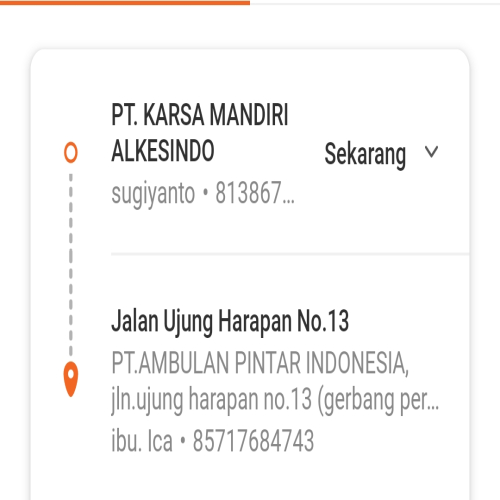 PT. KARSA MANDIRI
ALKESINDO
Sekarang
sugiyanto • 813867...
Jalan Ujung Harapan No.13
PT.AMBULAN PINTAR INDONESIA,
jln.ujung harapan no.13 (gerbang per...
ibu. Ica • 85717684743